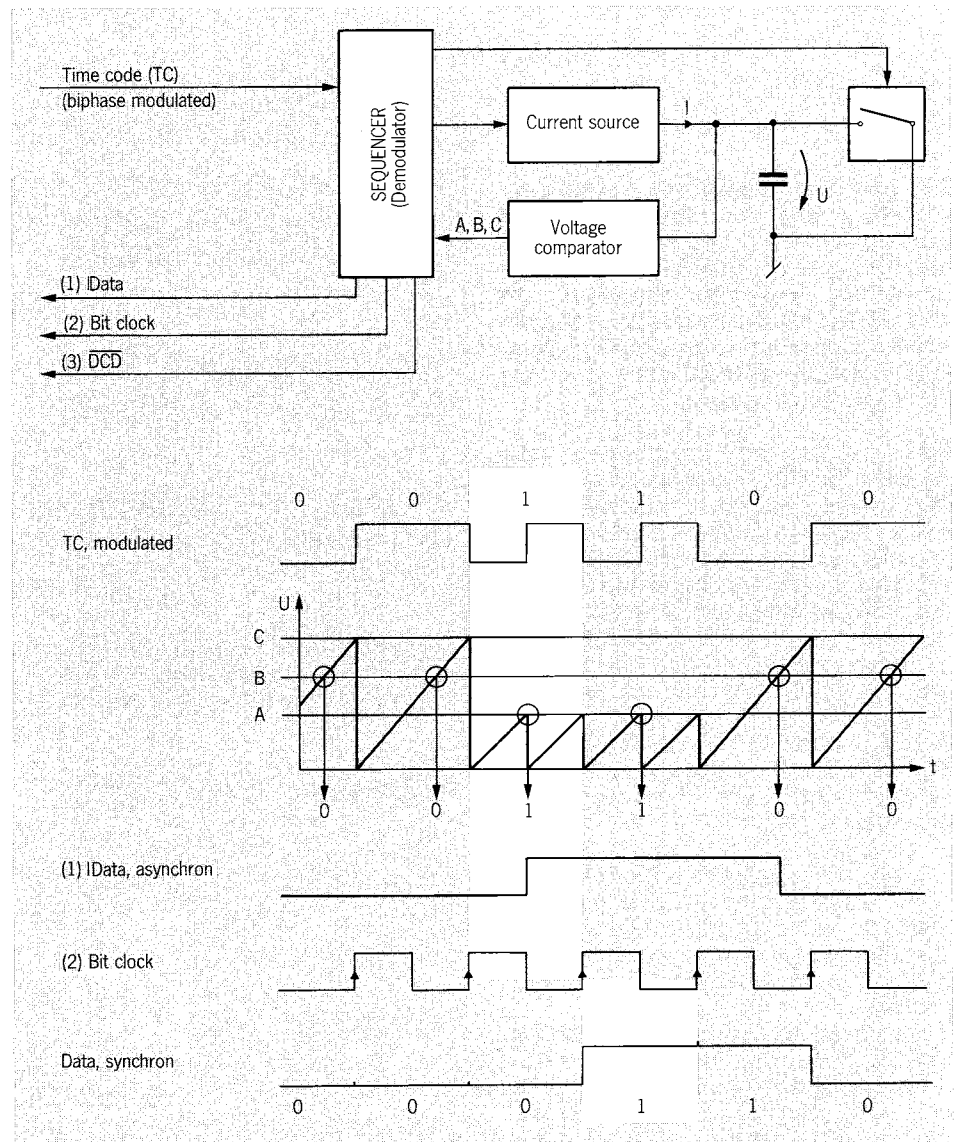 Time code (TC)
(biphase modulated)
SEQUENCER
(Demodulator)
Current source
I
U
A, B, C
Voltage
comparator
(1) IData
(2) Bit clock
(3) DCD
0 0 1 1 0 0
TC, modulated
U
C
B
A
t
0 0 1 1 0 0
(1) IData, asynchron
(2) Bit clock
Data, synchron
0 0 0 1 1 0